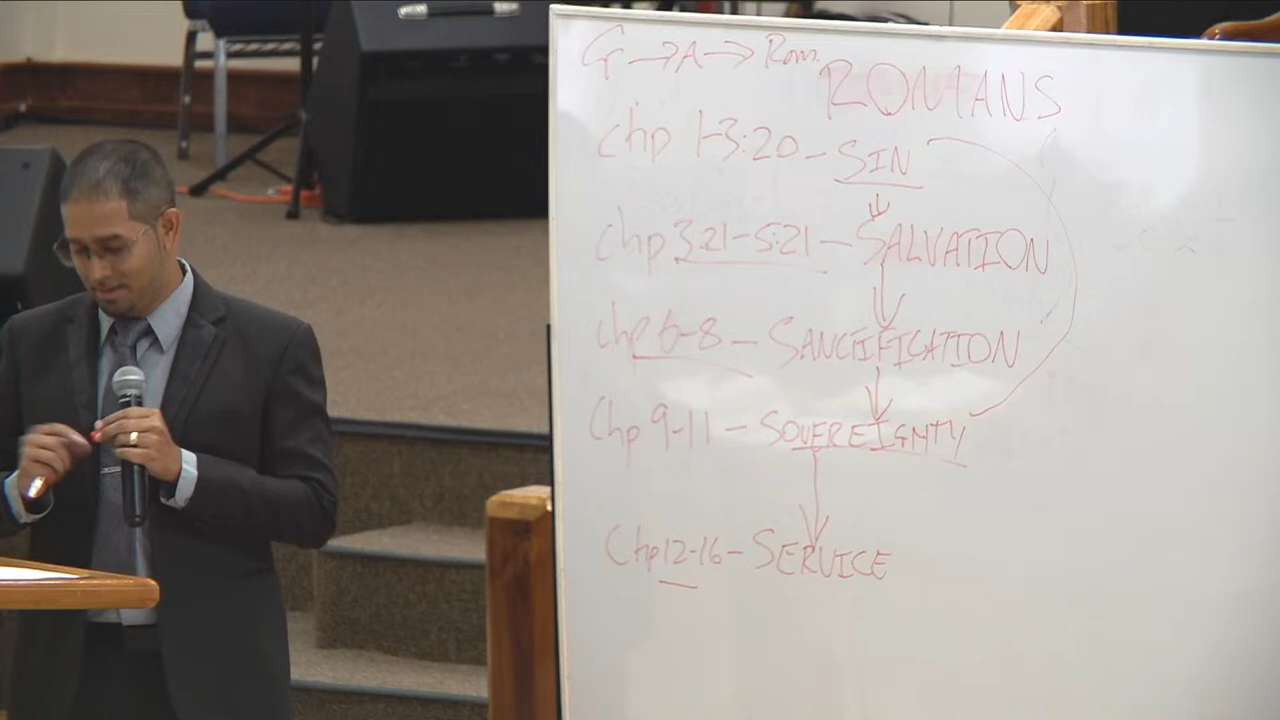 G → A → Rom.
ROMANS
Chp 1-3:20 - SIN
Chp 3:21-5:21 - SALVATION
Chp 6-8 - SANCTIFICATION
Chp 9-11 - SOVEREIGNTY
Chp 12-16 - SERVICE